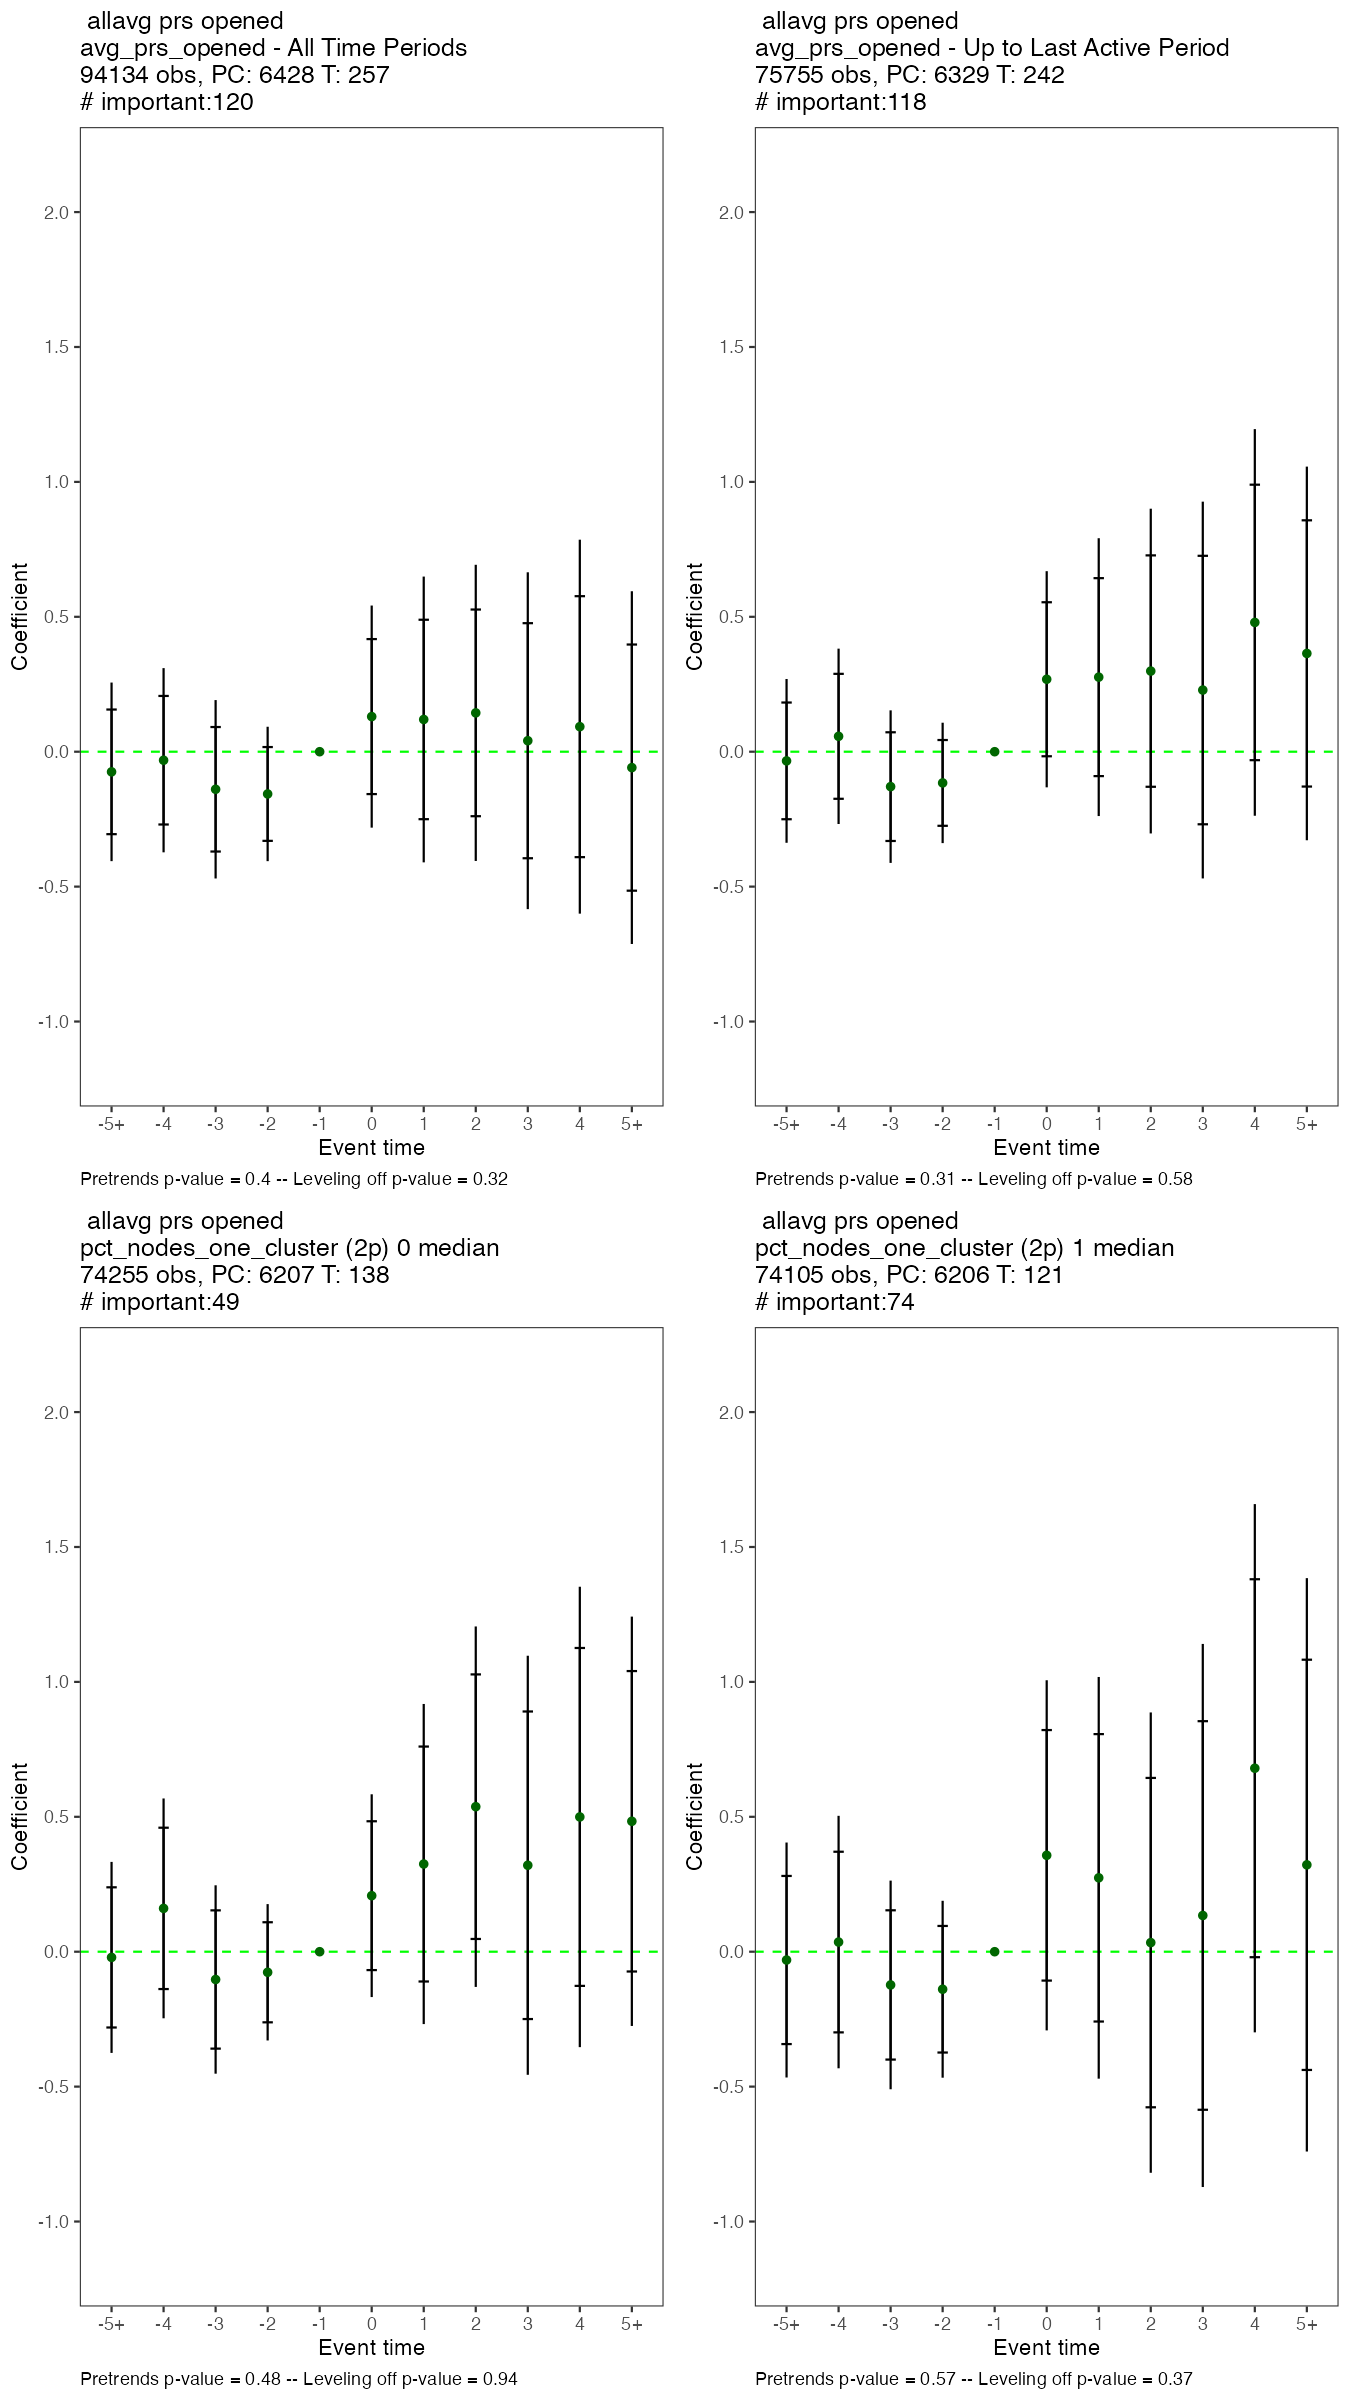 allavg prs opened
avg_prs_opened - All Time Periods
94134 obs, PC: 6428 T: 257
# important:120
2.0
1.5
1.0
0.5
0.0
-0.5
-1.0
Coefficient
-5+ -4 -3 -2 -1 0 1 2 3 4 5+
Event time
Pretrends p-value = 0.4 -- Leveling off p-value = 0.32
allavg prs opened
avg_prs_opened - Up to Last Active Period
75755 obs, PC: 6329 T: 242
# important:118
2.0
1.5
1.0
0.5
0.0
-0.5
-1.0
Coefficient
-5+ -4 -3 -2 -1 0 1 2 3 4 5+
Event time
Pretrends p-value = 0.31 -- Leveling off p-value = 0.58
allavg prs opened
pct_nodes_one_cluster (2p) 0 median
74255 obs, PC: 6207 T: 138
# important:49
2.0
1.5
1.0
0.5
0.0
-0.5
-1.0
Coefficient
-5+ -4 -3 -2 -1 0 1 2 3 4 5+
Event time
Pretrends p-value = 0.48 -- Leveling off p-value = 0.94
allavg prs opened
pct_nodes_one_cluster (2p) 1 median
74105 obs, PC: 6206 T: 121
# important:74
2.0
1.5
1.0
0.5
0.0
-0.5
-1.0
Coefficient
-5+ -4 -3 -2 -1 0 1 2 3 4 5+
Event time
Pretrends p-value = 0.57 -- Leveling off p-value = 0.37